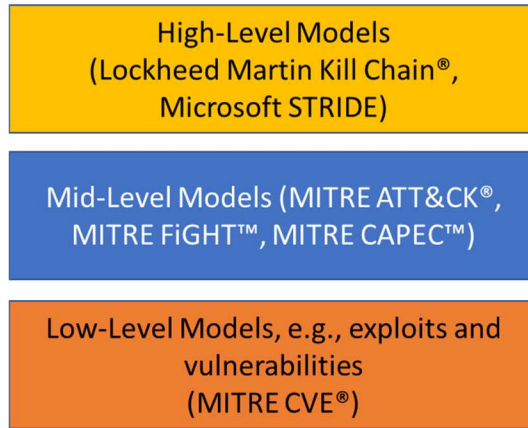 High-Level Models
(Lockheed Martin Kill Chain®,
Microsoft STRIDE)
Mid-Level Models (MITRE ATT&CK®,
MITRE FiGHT™, MITRE CAPEC™)
Low-Level Models, e.g., exploits and
vulnerabilities
(MITRE CVE®)